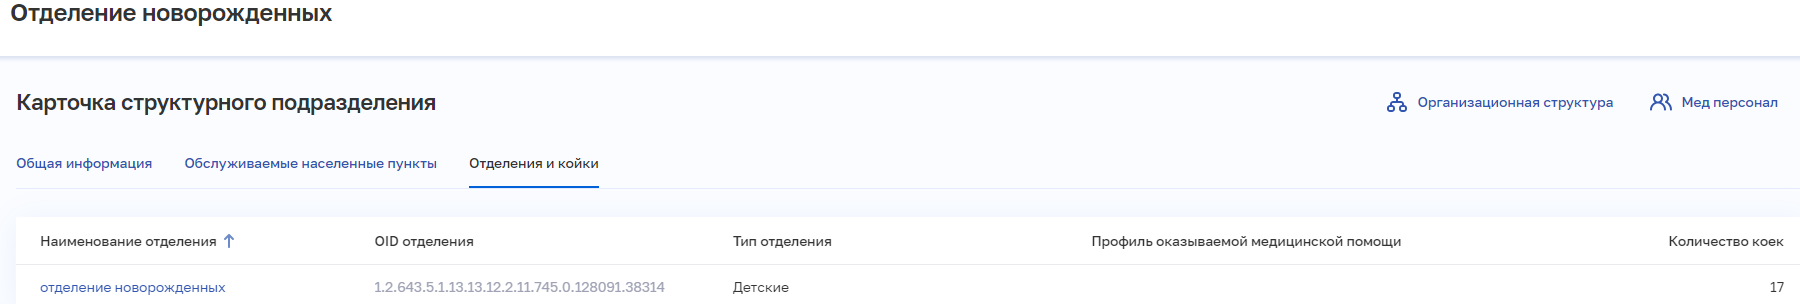 Отделение новорожденных
Карточка структурного подразделения
Организационная структура
Мед персонал
Общая информация
Обслуживаемые населенные пункты
Отделения и койки
Наименование отделения
OID отделения
Тип отделения
Профиль оказываемой медицинской помощи
Количество коек
отделение новорожденных
1.2.643.5.1.13.13.12.2.11.745.0.128091.38314
Детские
17